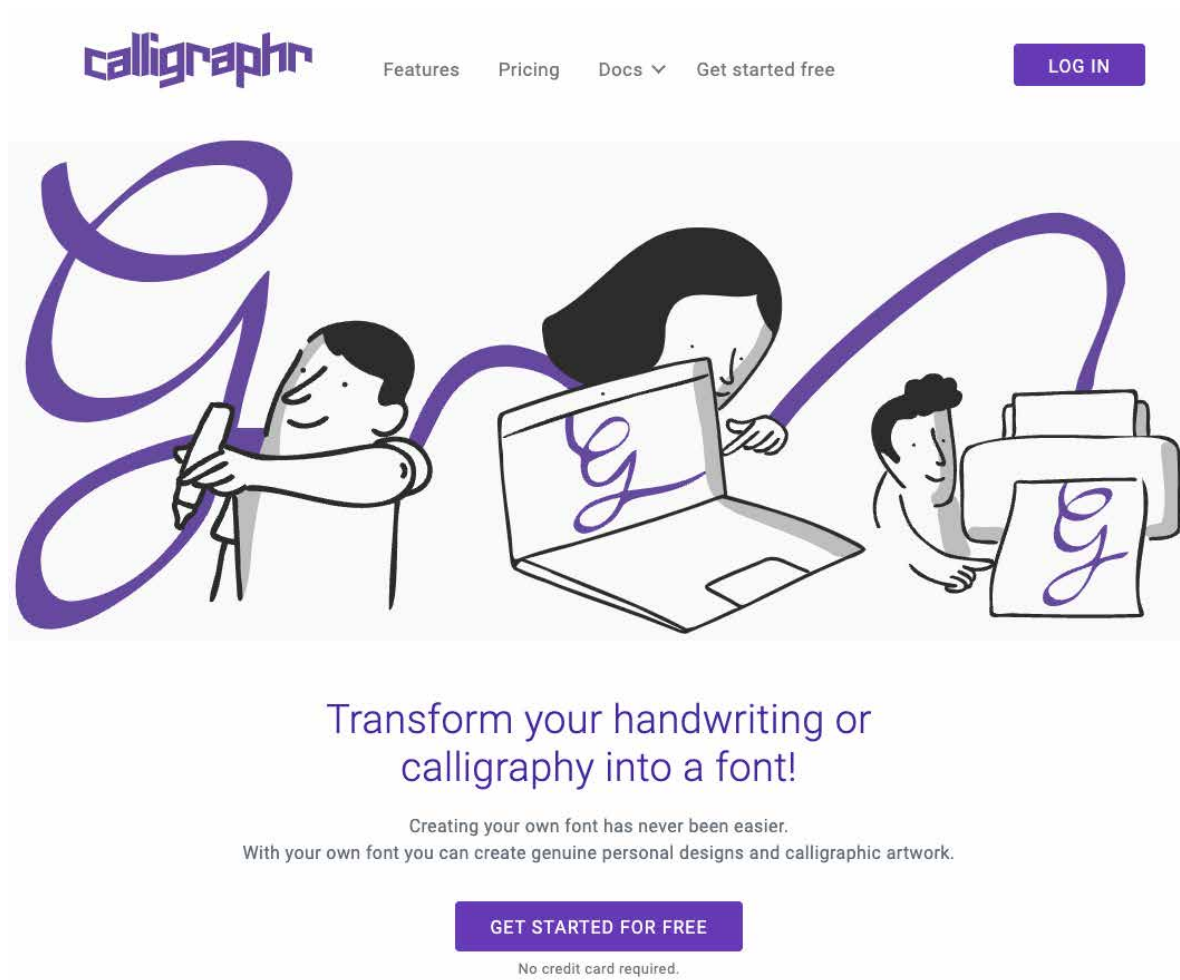 calligraphr
Features Pricing Docs Get started free
LOG IN
Transform your handwriting or
calligraphy into a font!
Creating your own font has never been easier.
With your own font you can create genuine personal designs and calligraphic artwork.
GET STARTED FOR FREE
No credit card required.